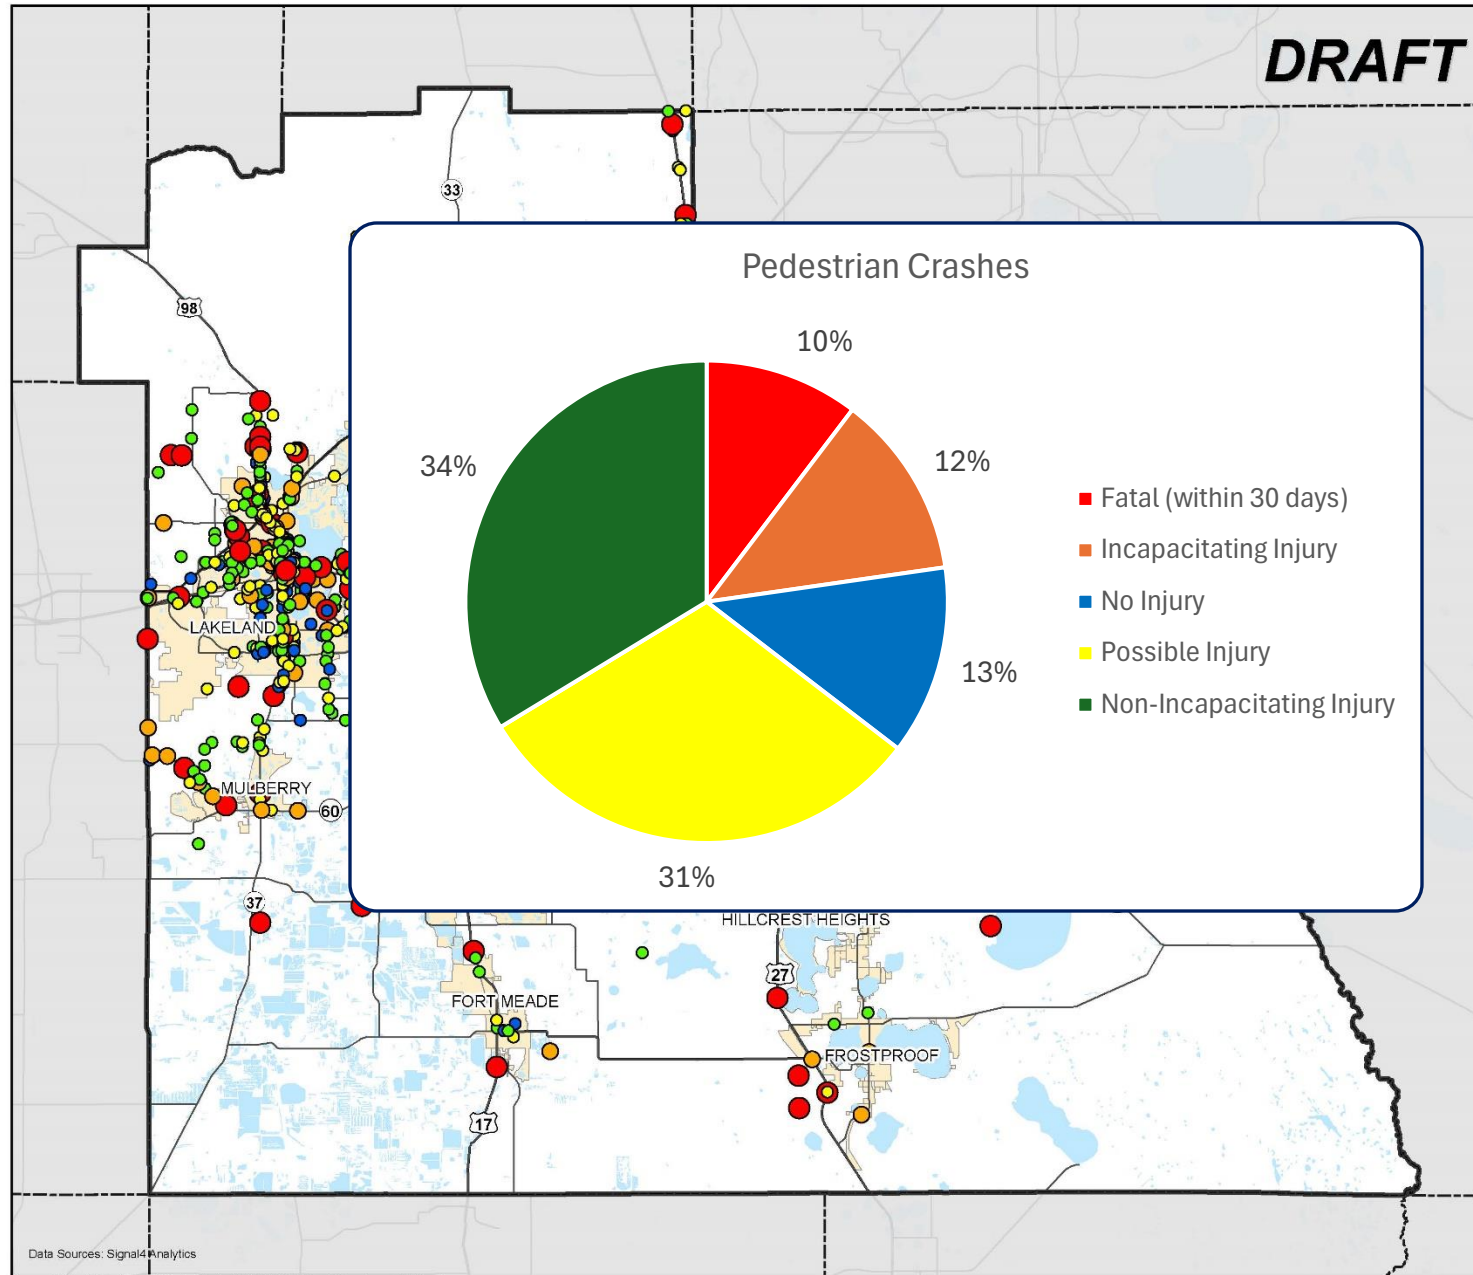 DRAFT
33
98
Pedestrian Crashes
10%
12%
13%
31%
34%
Fatal (within 30 days)
Incapacitating Injury
No Injury
Possible Injury
Non-Incapacitating Injury
LAKELAND
MULBERRY
60
37
HILLCREST HEIGHTS
27
FORT MEADE
FROSTPROOF
17
Data Sources: Signal4 Analytics